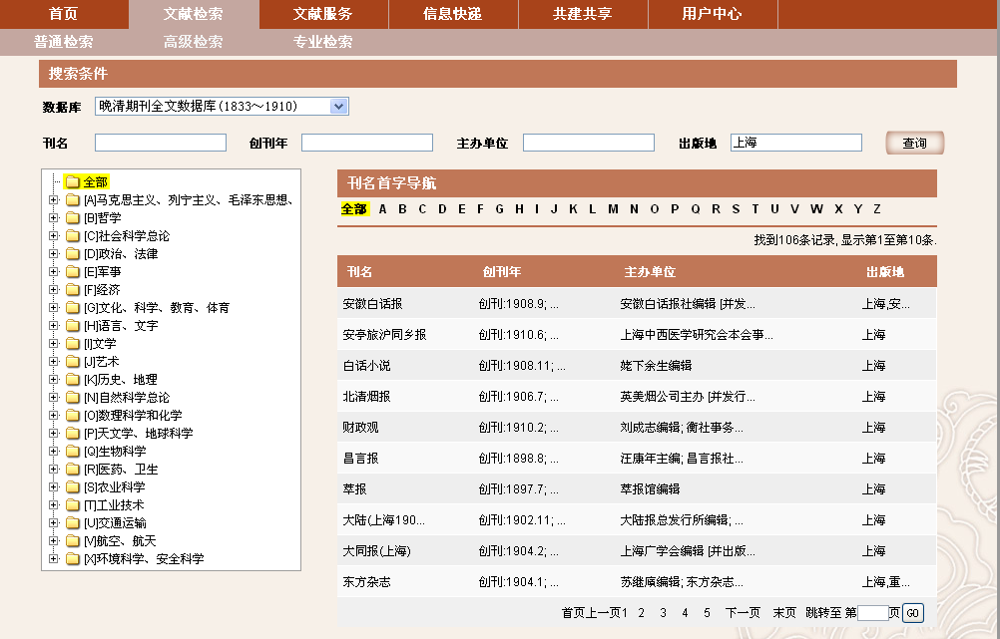 首页 文献检索 文献服务 信息快递 共建共享 用户中心
普通检索 高级检索 专业检索
搜索条件
数据库 晚清期刊全文数据库(1833～1910)
刊名 创刊年 主办单位 出版地 上海 查询
全部
[A]马克思主义、列宁主义、毛泽东思想、
[B]哲学
[C]社会科学总论
[D]政治、法律
[E]军事
[F]经济
[G]文化、科学、教育、体育
[H]语言、文字
[I]文学
[J]艺术
[K]历史、地理
[N]自然科学总论
[O]数理科学和化学
[P]天文学、地球科学
[Q]生物科学
[R]医药、卫生
[S]农业科学
[T]工业技术
[U]交通运输
[V]航空、航天
[X]环境科学、安全科学
刊名首字导航
全部 A B C D E F G H I J K L M N O P Q R S T U V W X Y Z
找到106条记录,显示第1至第10条.
刊名 创刊年 主办单位 出版地
安徽白话报 创刊:1908.9; ... 安徽白话报社编辑 [并发... 上海,安...
安亭旅沪同乡报 创刊:1910.6; ... 上海中西医学研究会本会事... 上海
白话小说 创刊:1908.11; ... 姥下余生编辑 上海
北清烟报 创刊:1906.7; ... 英美烟公司主办 [并发行... 上海
财政观 创刊:1910.2; ... 刘成志编辑; 衡社事务... 上海
昌言报 创刊:1898.8; ... 汪康年主编; 昌言报社... 上海
萃报 创刊:1897.7; ... 萃报馆编辑 上海
大陆(上海190... 创刊:1902.11; ... 大陆报总发行所编辑; ... 上海
大同报(上海) 创刊:1904.2; ... 上海广学会编辑 [并出版... 上海
东方杂志 创刊:1904.1; ... 苏继庼编辑; 东方杂志... 上海,重...
首页上一页1 2 3 4 5 下一页 末页 跳转至 第 页 GO